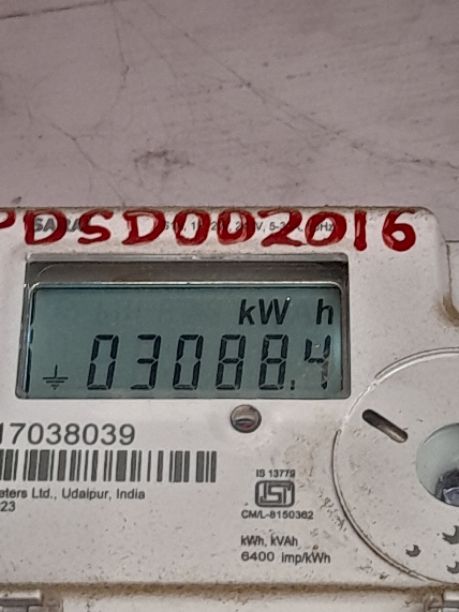 PDSD002016
kW h
03088.4
17038039
eters Ltd., Udaipur, India
23
IS 13779
ISI
CM/L-8150362
kWh, kVAh
6400 imp/kWh